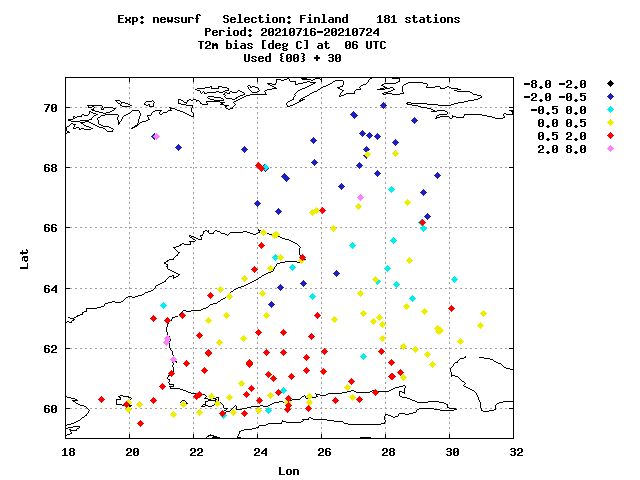 Exp: newsurf Selection: Finland 181 stations
Period: 20210716-20210724
T2m bias [deg C] at 06 UTC
Used {00} + 30
-8.0 -2.0
-2.0 -0.5
-0.5 0.0
0.0 0.5
0.5 2.0
2.0 8.0
70
68
66
64
62
60
Lat
18 20 22 24 26 28 30 32
Lon